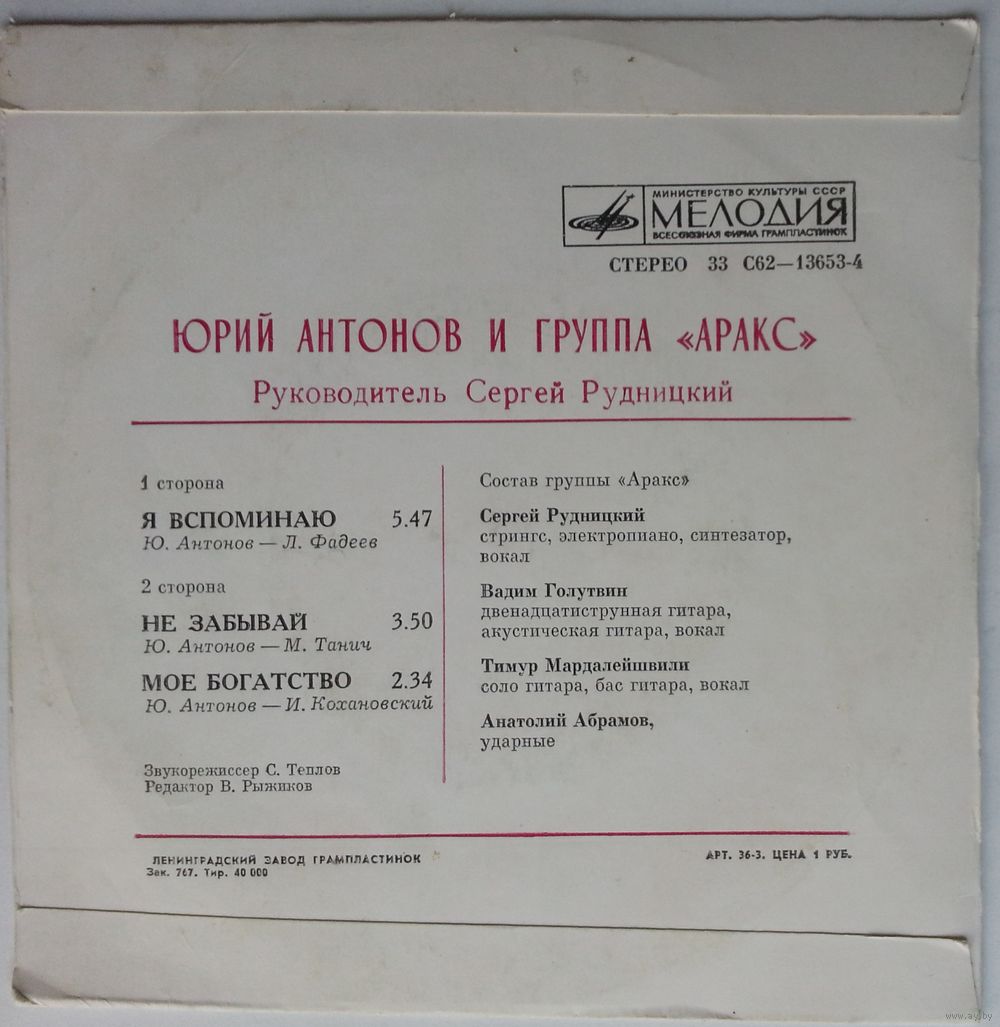 МИНИСТЕРСТВО КУЛЬТУРЫ СССР
МЕЛОДИЯ
ВСЕСОЮЗНАЯ ФИРМА ГРАМПЛАСТИНОК
СТЕРЕО 33 С62—13653-4
ЮРИЙ АНТОНОВ И ГРУППА «АРАКС»
Руководитель Сергей Рудницкий
1 сторона
Я ВСПОМИНАЮ 5.47
Ю. Антонов — Л. Фадеев
2 сторона
НЕ ЗАБЫВАЙ 3.50
Ю. Антонов — М. Танич
МОЕ БОГАТСТВО 2.34
Ю. Антонов — И. Кохановский
Звукорежиссер С. Теплов
Редактор В. Рыжиков
Состав группы «Аракс»
Сергей Рудницкий
стрингс, электропиано, синтезатор,
вокал
Вадим Голутвин
двенадцатиструнная гитара,
акустическая гитара, вокал
Тимур Мардалейшвили
соло гитара, бас гитара, вокал
Анатолий Абрамов,
ударные
ЛЕНИНГРАДСКИЙ ЗАВОД ГРАМПЛАСТИНОК
Зак. 767. Тир. 40 000
АРТ. 36-3. ЦЕНА 1 РУБ.
www.ay.by